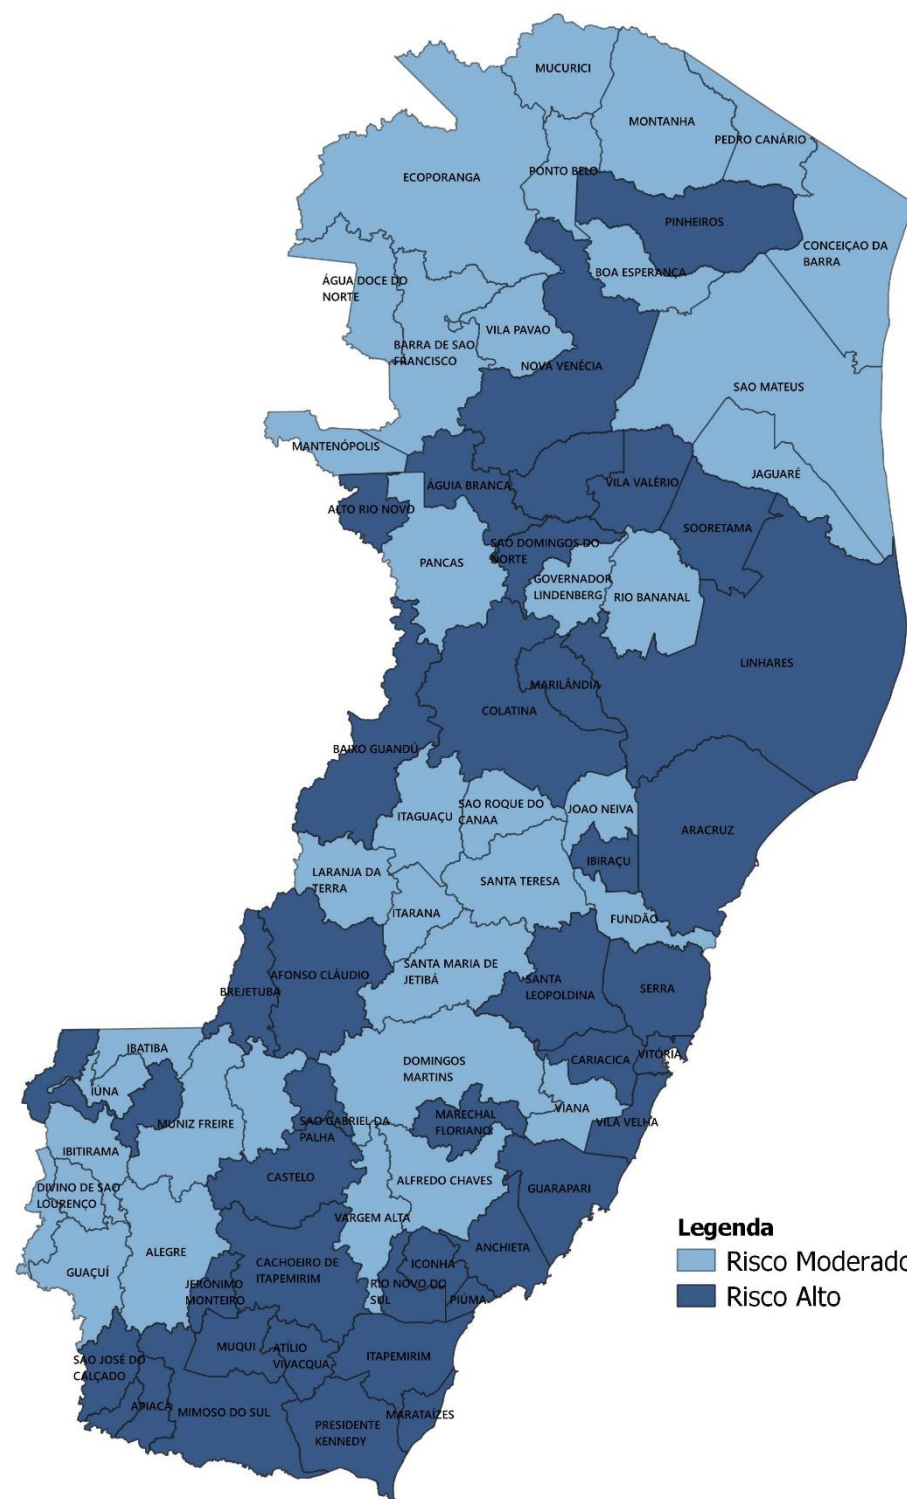 MUCURICI
MONTANHA
PEDRO CANÁRIO
ECOPORANGA
PONTO BELO
PINHEIROS
CONCEIÇAO DA
BARRA
BOA ESPERANÇA
ÁGUA DOCE DO
NORTE
VILA PAVAO
BARRA DE SAO
FRANCISCO
NOVA VENÉCIA
SAO MATEUS
MANTENÓPOLIS
JAGUARÉ
ÁGUIA BRANCA
VILA VALÉRIO
ALTO RIO NOVO
SOORETAMA
SAO DOMINGOS DO
NORTE
PANCAS
GOVERNADOR
LINDENBERG
RIO BANANAL
LINHARES
MARILÂNDIA
COLATINA
BAIXO GUANDÚ
ITAGUAÇU
SAO ROQUE DO
CANAA
JOAO NEIVA
ARACRUZ
IBIRAÇU
LARANJA DA
TERRA
SANTA TERESA
ITARANA
FUNDÃO
SANTA MARIA DE
JETIBÁ
AFONSO CLÁUDIO
BREJETUBA
SANTA
LEOPOLDINA
SERRA
IBATIBA
VITÓRIA
CARIACICA
DOMINGOS
MARTINS
IÚNA
MUNIZ FREIRE
SAO GABRIEL DA
PALHA
MARECHAL
FLORIANO
VIANA
VILA VELHA
IBITIRAMA
CASTELO
ALFREDO CHAVES
GUARAPARI
DIVINO DE SAO
LOURENÇO
VARGEM ALTA
ANCHIETA
ALEGRE
CACHOEIRO DE
ITAPEMIRIM
ICONHA
GUAÇUÍ
JERÔNIMO
MONTEIRO
RIO NOVO DO
SUL
PIÚMA
MUQUI
ATÍLIO
VIVACQUA
ITAPEMIRIM
SÃO JOSÉ DO
CALÇADO
APIACÁ
MIMOSO DO SUL
PRESIDENTE
KENNEDY
MARATAÍZES
Legenda
Risco Moderado
Risco Alto